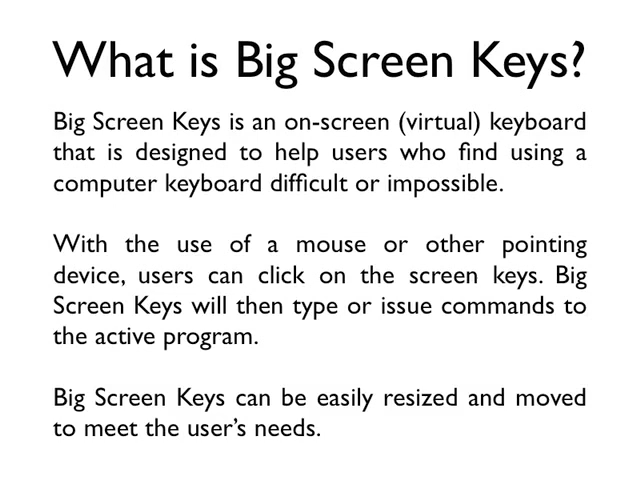 What is Big Screen Keys?
Big Screen Keys is an on-screen (virtual) keyboard
that is designed to help users who find using a
computer keyboard difficult or impossible.
With the use of a mouse or other pointing
device, users can click on the screen keys. Big
Screen Keys will then type or issue commands to
the active program.
Big Screen Keys can be easily resized and moved
to meet the user’s needs.